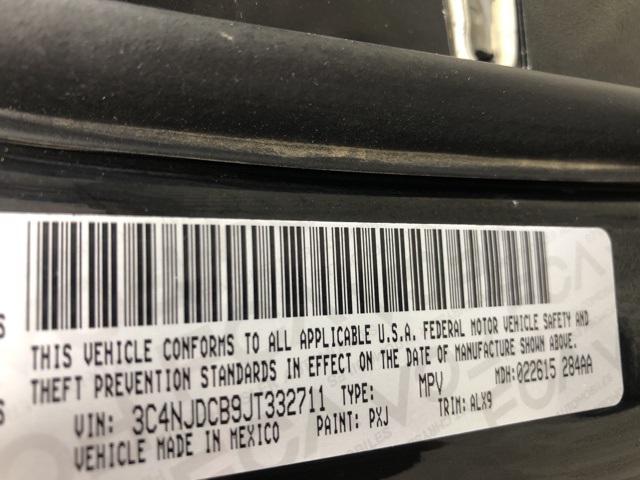 THIS VEHICLE CONFORMS TO ALL APPLICABLE U.S.A. FEDERAL MOTOR VEHICLE SAFETY AND
THEFT PREVENTION STANDARDS IN EFFECT ON THE DATE OF MANUFACTURE SHOWN ABOVE.
VIN: 3C4NJDCB9JT332711 TYPE: MPV MDH:022615 284AA
VEHICLE MADE IN MEXICO PAINT: PXJ TRIM:ALX9